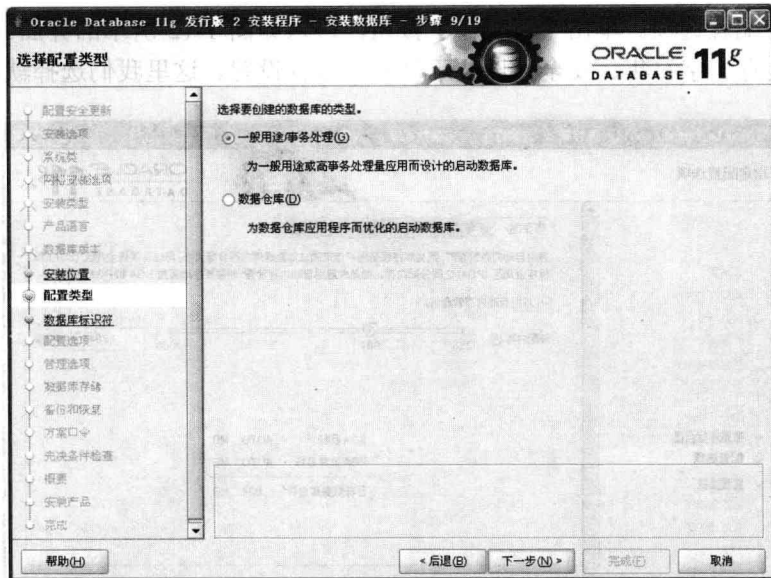 Oracle Database 11g 发行版 2 安装程序 - 安装数据库 - 步骤 9/19
选择配置类型
ORACLE
DATABASE
11g
配置安全更新
安装选项
系统类
网格安装选项
安装类型
产品语言
数据库版本
安装位置
配置类型
数据库标识符
配置选项
管理选项
数据库存储
备份和恢复
方案口令
先决条件检查
概要
安装产品
完成
选择要创建的数据库的类型。
一般用途/事务处理(G)
为一般用途或高事务处理量应用而设计的启动数据库。
数据仓库(D)
为数据仓库应用程序而优化的启动数据库。
帮助(H)
< 后退(B)
下一步(N) >
完成(F)
取消